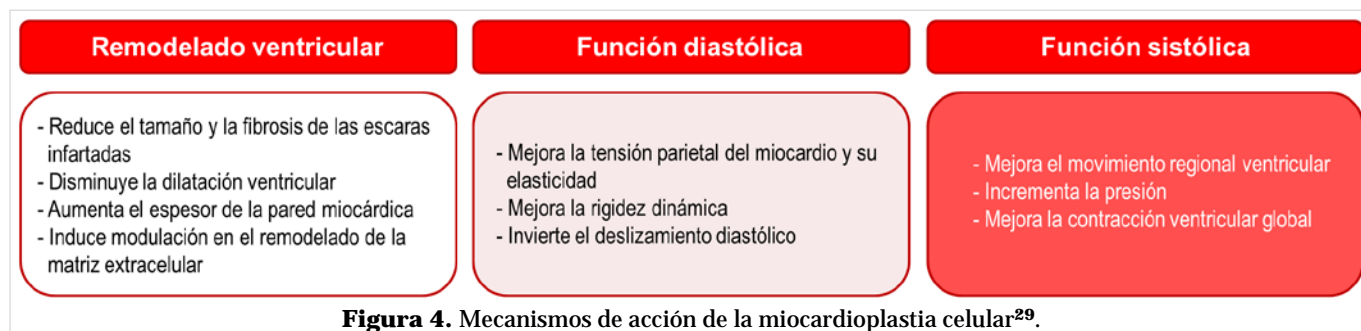 Remodelado ventricular
- Reduce el tamaño y la fibrosis de las escaras
infartadas
- Disminuye la dilatación ventricular
- Aumenta el espesor de la pared miocárdica
- Induce modulación en el remodelado de la
matriz extracelular
Función diastólica
- Mejora la tensión parietal del miocardio y su
elasticidad
- Mejora la rigidez dinámica
- Invierte el deslizamiento diastólico
Función sistólica
- Mejora el movimiento regional ventricular
- Incrementa la presión
- Mejora la contracción ventricular global
Figura 4. Mecanismos de acción de la miocardioplastia celular²⁹.